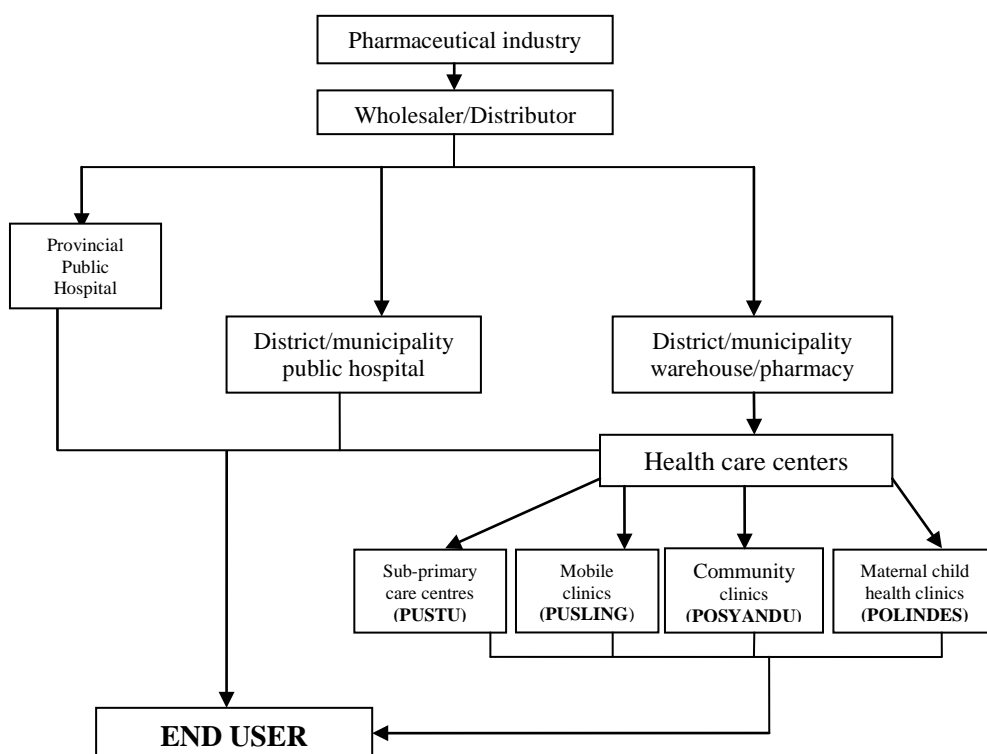 Pharmaceutical industry
Wholesaler/Distributor
Provincial
Public
Hospital
District/municipality
public hospital
District/municipality
warehouse/pharmacy
Health care centers
Sub-primary
care centres
(PUSTU)
Mobile
clinics
(PUSLING)
Community
clinics
(POSYANDU)
Maternal child
health clinics
(POLINDES)
END USER